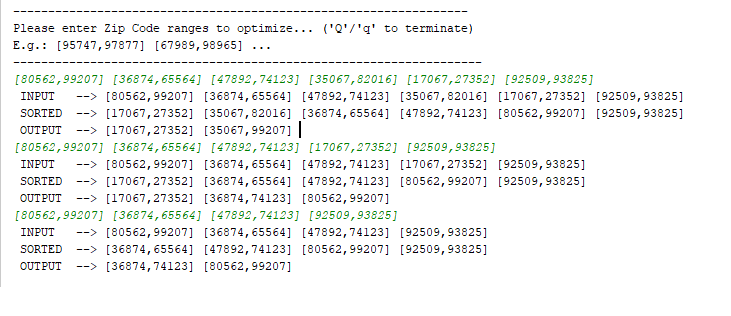 ----------------------------------------------------------------
Please enter Zip Code ranges to optimize... ('Q'/'q' to terminate)
E.g.: [95747,97877] [67989,98965] ...
------------------------------------------------------------------
[80562,99207] [36874,65564] [47892,74123] [35067,82016] [17067,27352] [92509,93825]
INPUT --> [80562,99207] [36874,65564] [47892,74123] [35067,82016] [17067,27352] [92509,93825]
SORTED --> [17067,27352] [35067,82016] [36874,65564] [47892,74123] [80562,99207] [92509,93825]
OUTPUT --> [17067,27352] [35067,99207]
[80562,99207] [36874,65564] [47892,74123] [17067,27352] [92509,93825]
INPUT --> [80562,99207] [36874,65564] [47892,74123] [17067,27352] [92509,93825]
SORTED --> [17067,27352] [36874,65564] [47892,74123] [80562,99207] [92509,93825]
OUTPUT --> [17067,27352] [36874,74123] [80562,99207]
[80562,99207] [36874,65564] [47892,74123] [92509,93825]
INPUT --> [80562,99207] [36874,65564] [47892,74123] [92509,93825]
SORTED --> [36874,65564] [47892,74123] [80562,99207] [92509,93825]
OUTPUT --> [36874,74123] [80562,99207]